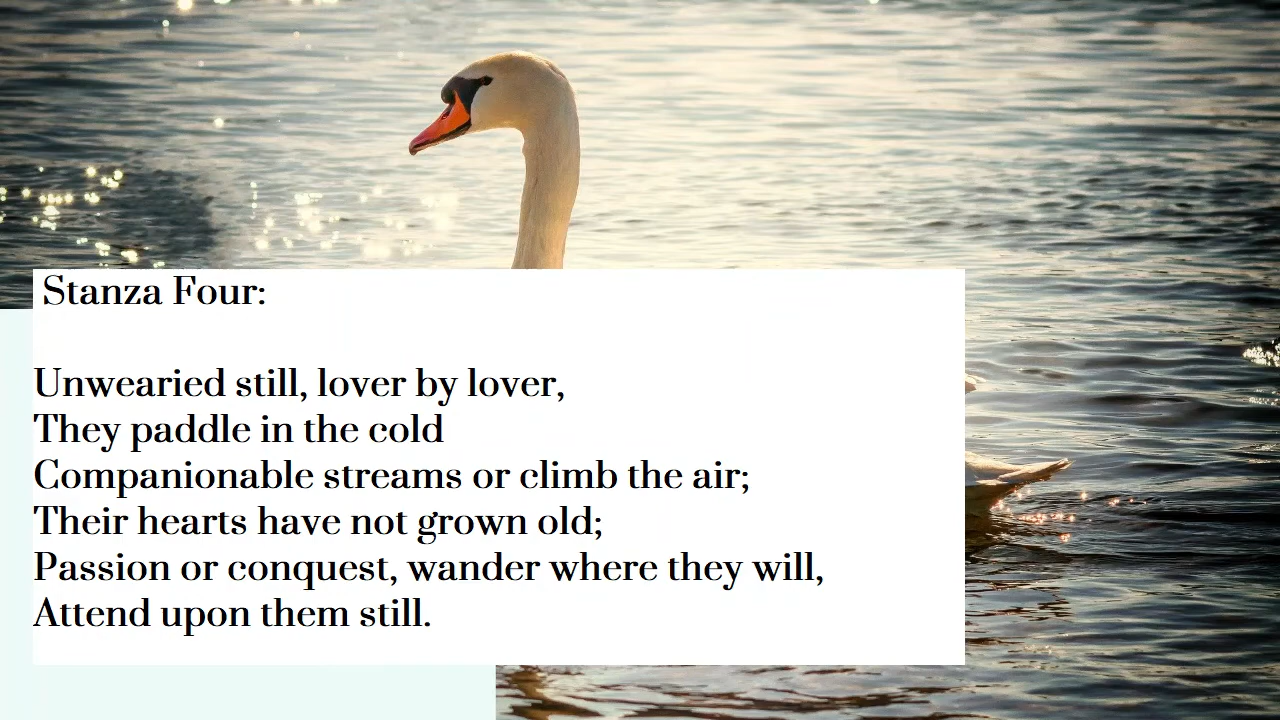 Stanza Four:
Unwearied still, lover by lover,
They paddle in the cold
Companionable streams or climb the air;
Their hearts have not grown old;
Passion or conquest, wander where they will,
Attend upon them still.